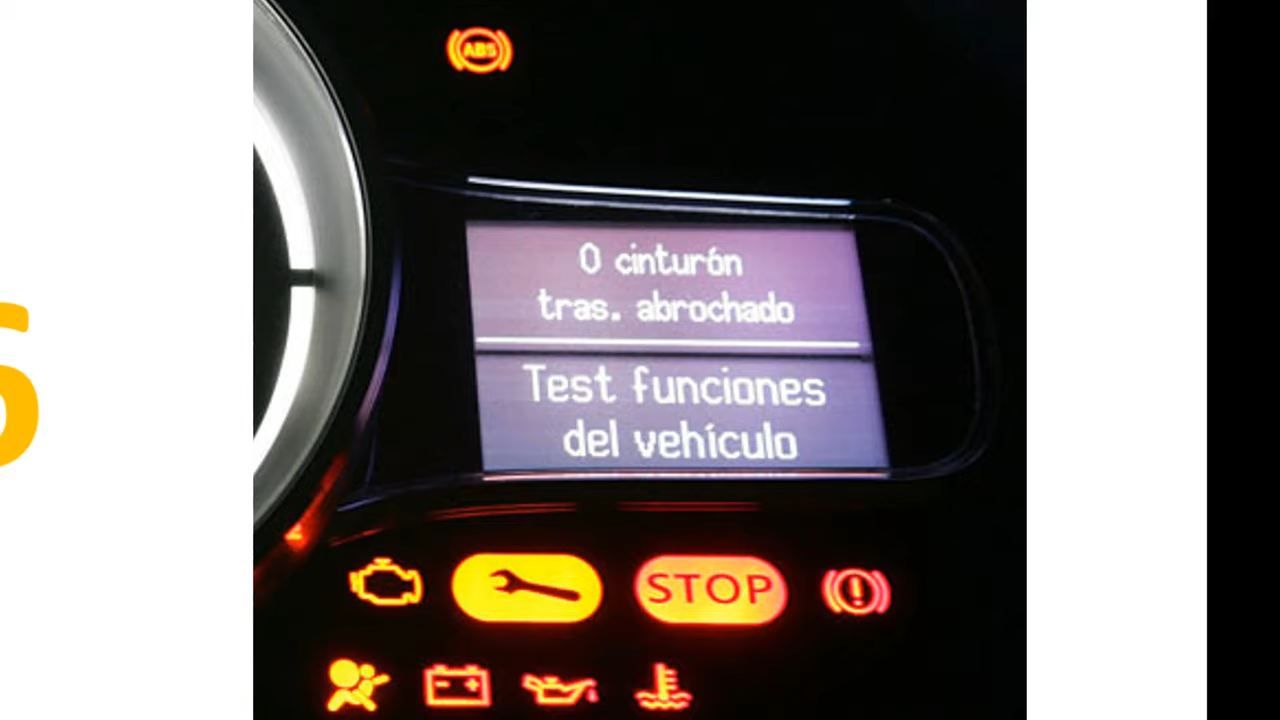 ABS
0 cinturón
tras. abrochado
Test funciones
del vehículo
STOP